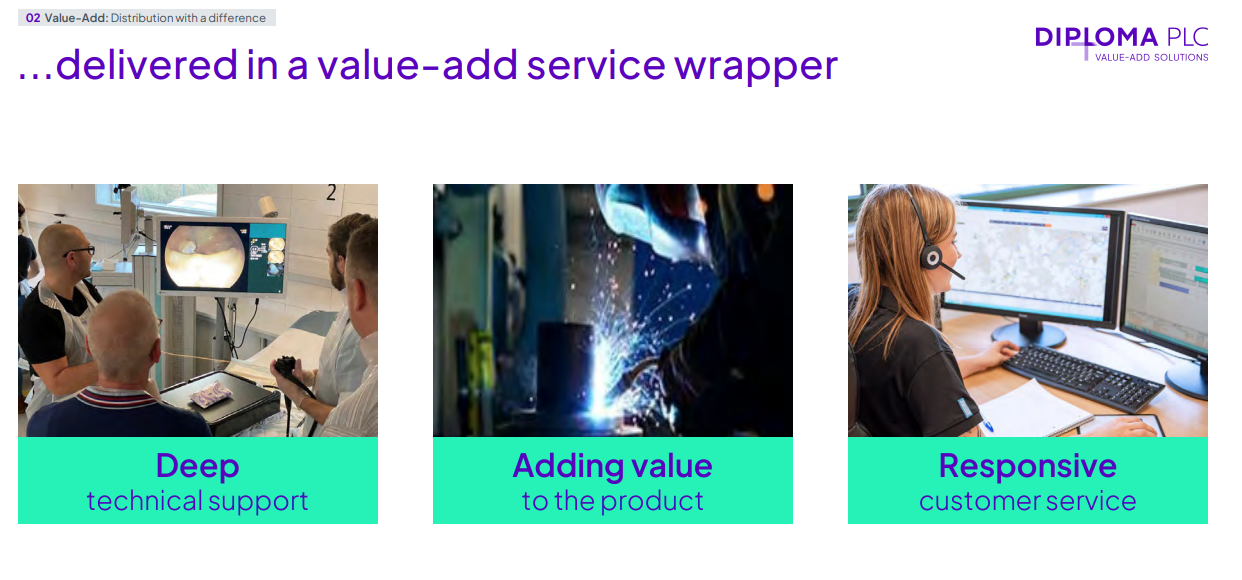 02 Value-Add: Distribution with a difference
DIPLOMA PLC
VALUE-ADD SOLUTIONS
...delivered in a value-add service wrapper
2
Deep
technical support
Adding value
to the product
Responsive
customer service